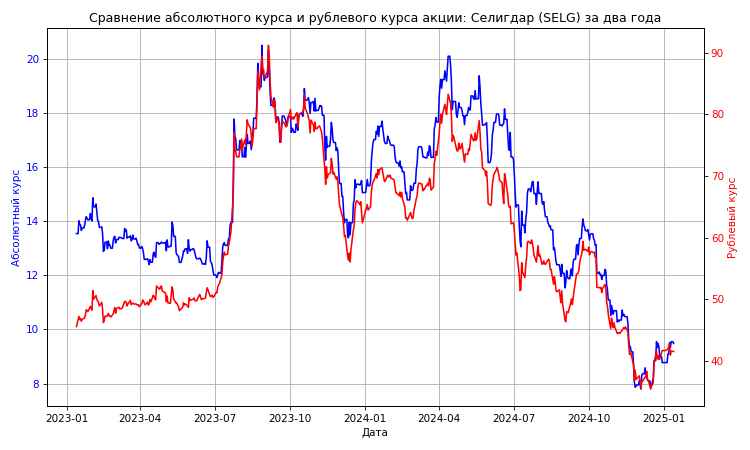 Сравнение абсолютного курса и рублевого курса акции: Селигдар (SELG) за два года
Абсолютный курс
20
18
16
14
12
10
8
90
80
70
60
50
40
Рублевый курс
2023-01 2023-04 2023-07 2023-10 2024-01 2024-04 2024-07 2024-10 2025-01
Дата